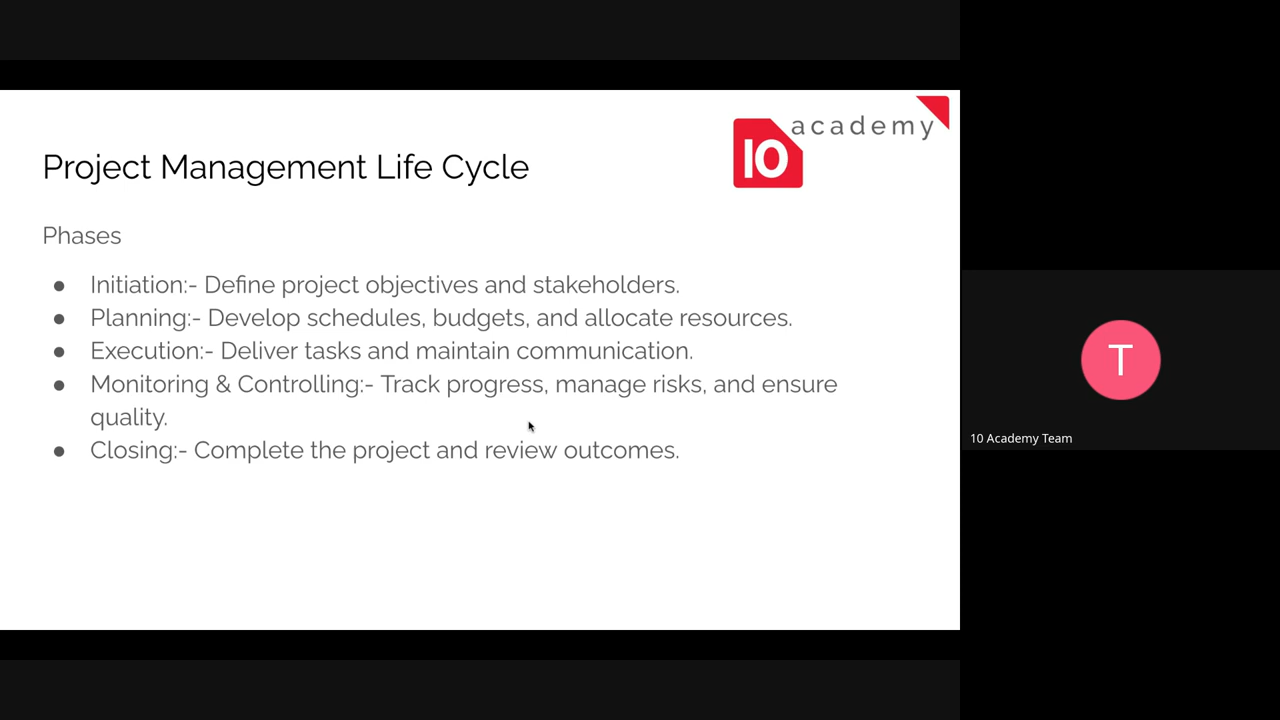 10 academy
Project Management Life Cycle
Phases
● Initiation:- Define project objectives and stakeholders.
● Planning:- Develop schedules, budgets, and allocate resources.
● Execution:- Deliver tasks and maintain communication.
● Monitoring & Controlling:- Track progress, manage risks, and ensure
quality.
● Closing:- Complete the project and review outcomes.
T
10 Academy Team